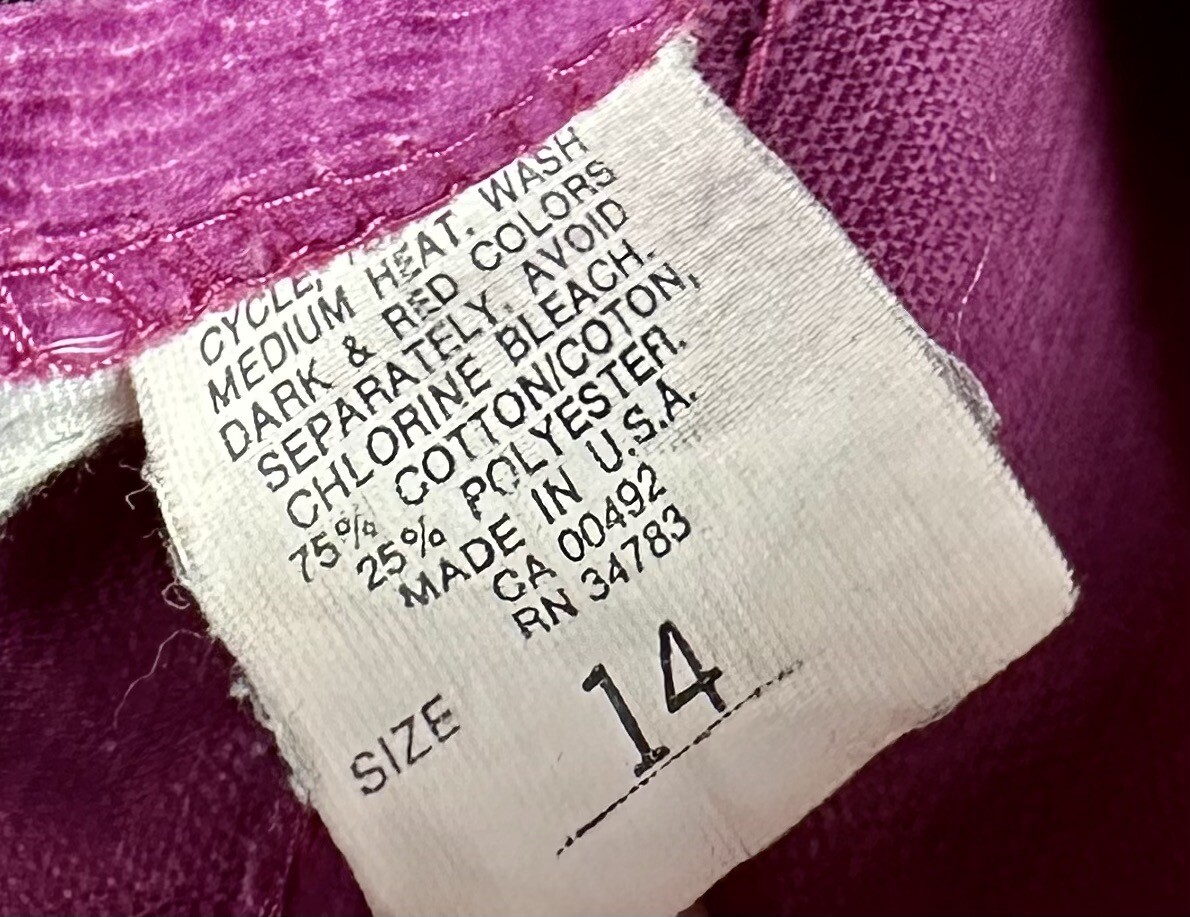 CYCLE,
MEDIUM HEAT. WASH
DARK & RED COLORS
SEPARATELY. AVOID
CHLORINE BLEACH.
75% COTTON/COTON,
25% POLYESTER.
MADE IN U.S.A.
CA 00492
RN 34783
SIZE 14